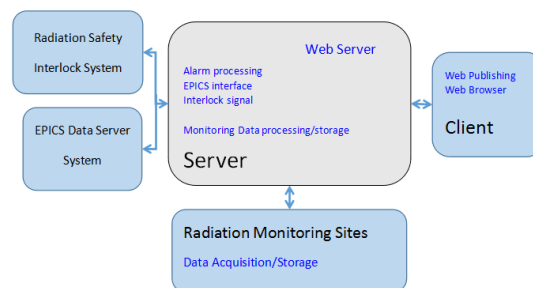 Radiation Safety
Interlock System
EPICS Data Server
System
Web Server
Alarm processing
EPICS interface
Interlock signal
Monitoring Data processing/storage
Server
Web Publishing
Web Browser
Client
Radiation Monitoring Sites
Data Acquisition/Storage